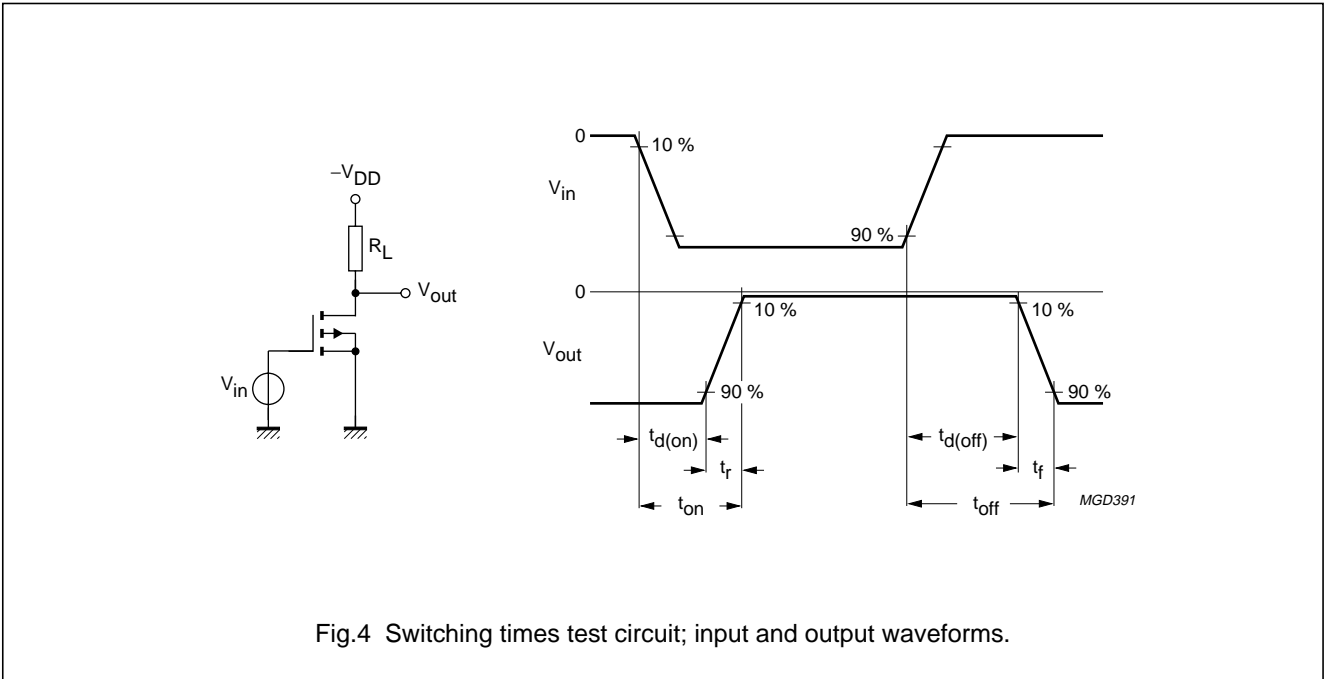 −VDD
RL
Vout
Vin
0
10 %
Vin
90 %
0
10 %
10 %
Vout
90 %
90 %
td(on)
td(off)
tr
tf
ton
toff
MGD391
Fig.4 Switching times test circuit; input and output waveforms.